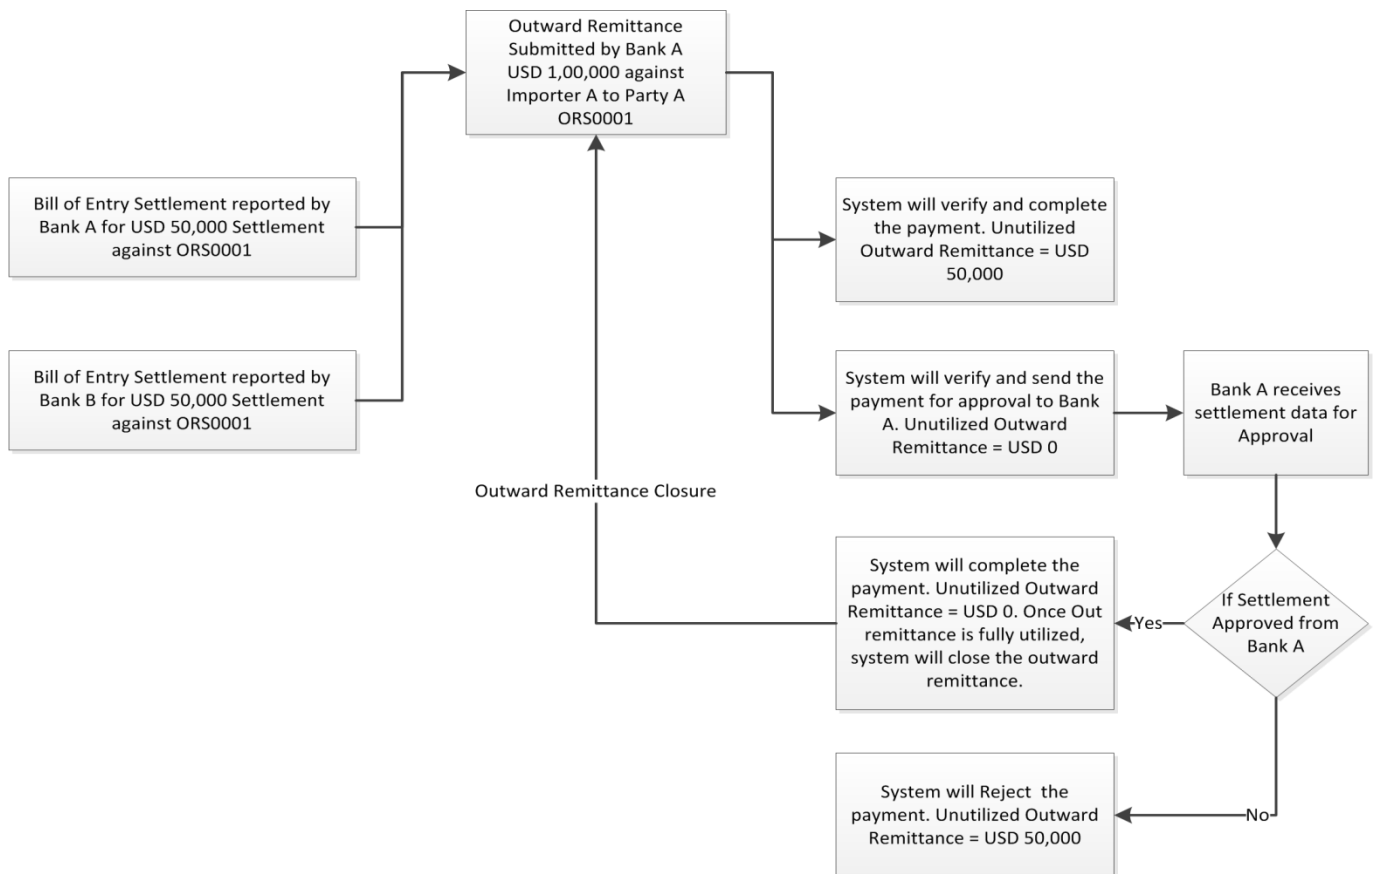 Outward Remittance
Submitted by Bank A
USD 1,00,000 against
Importer A to Party A
ORS0001
Bill of Entry Settlement reported by
Bank A for USD 50,000 Settlement
against ORS0001
System will verify and complete
the payment. Unutilized
Outward Remittance = USD
50,000
Bill of Entry Settlement reported by
Bank B for USD 50,000 Settlement
against ORS0001
System will verify and send the
payment for approval to Bank
A. Unutilized Outward
Remittance = USD 0
Bank A receives
settlement data for
Approval
Outward Remittance Closure
System will complete the
payment. Unutilized Outward
Remittance = USD 0. Once Out
remittance is fully utilized,
system will close the outward
remittance.
Yes
If Settlement
Approved from
Bank A
System will Reject the
payment. Unutilized Outward
Remittance = USD 50,000
No